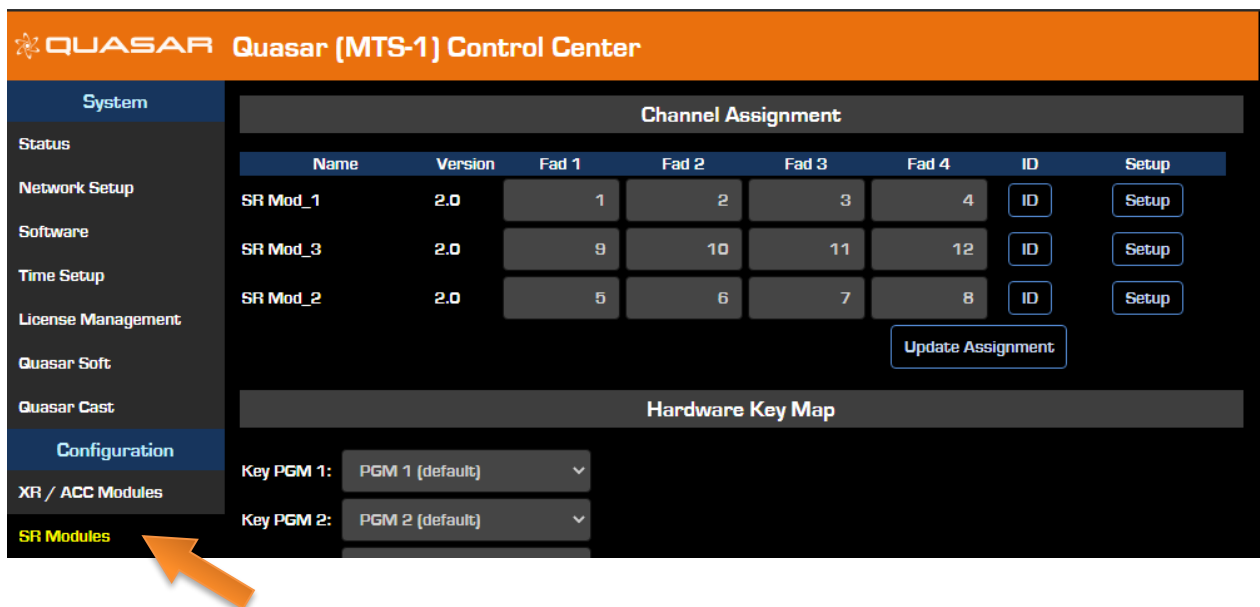 QUASAR Quasar (MTS-1) Control Center
System
Status
Network Setup
Software
Time Setup
License Management
Quasar Soft
Quasar Cast
Configuration
XR / ACC Modules
SR Modules
Channel Assignment
Name Version Fad 1 Fad 2 Fad 3 Fad 4 ID Setup
SR Mod_1 2.0 1 2 3 4 ID Setup
SR Mod_3 2.0 9 10 11 12 ID Setup
SR Mod_2 2.0 5 6 7 8 ID Setup
Update Assignment
Hardware Key Map
Key PGM 1: PGM 1 (default)
Key PGM 2: PGM 2 (default)